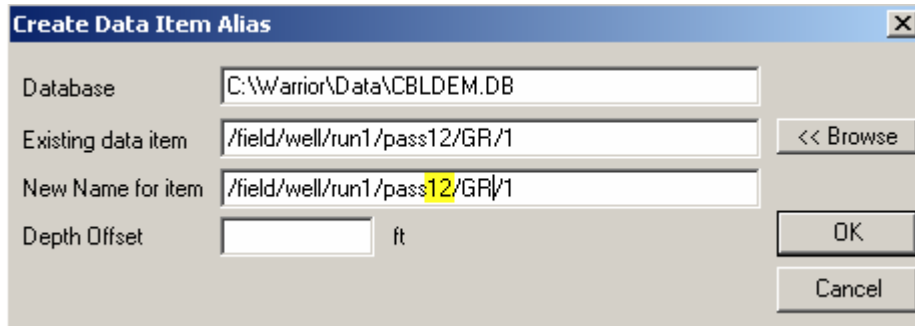 Create Data Item Alias
Database C:\Warrior\Data\CBLDEM.DB
Existing data item /field/well/run1/pass12/GR/1 << Browse
New Name for item /field/well/run1/pass12/GR/1
Depth Offset ft OK
Cancel